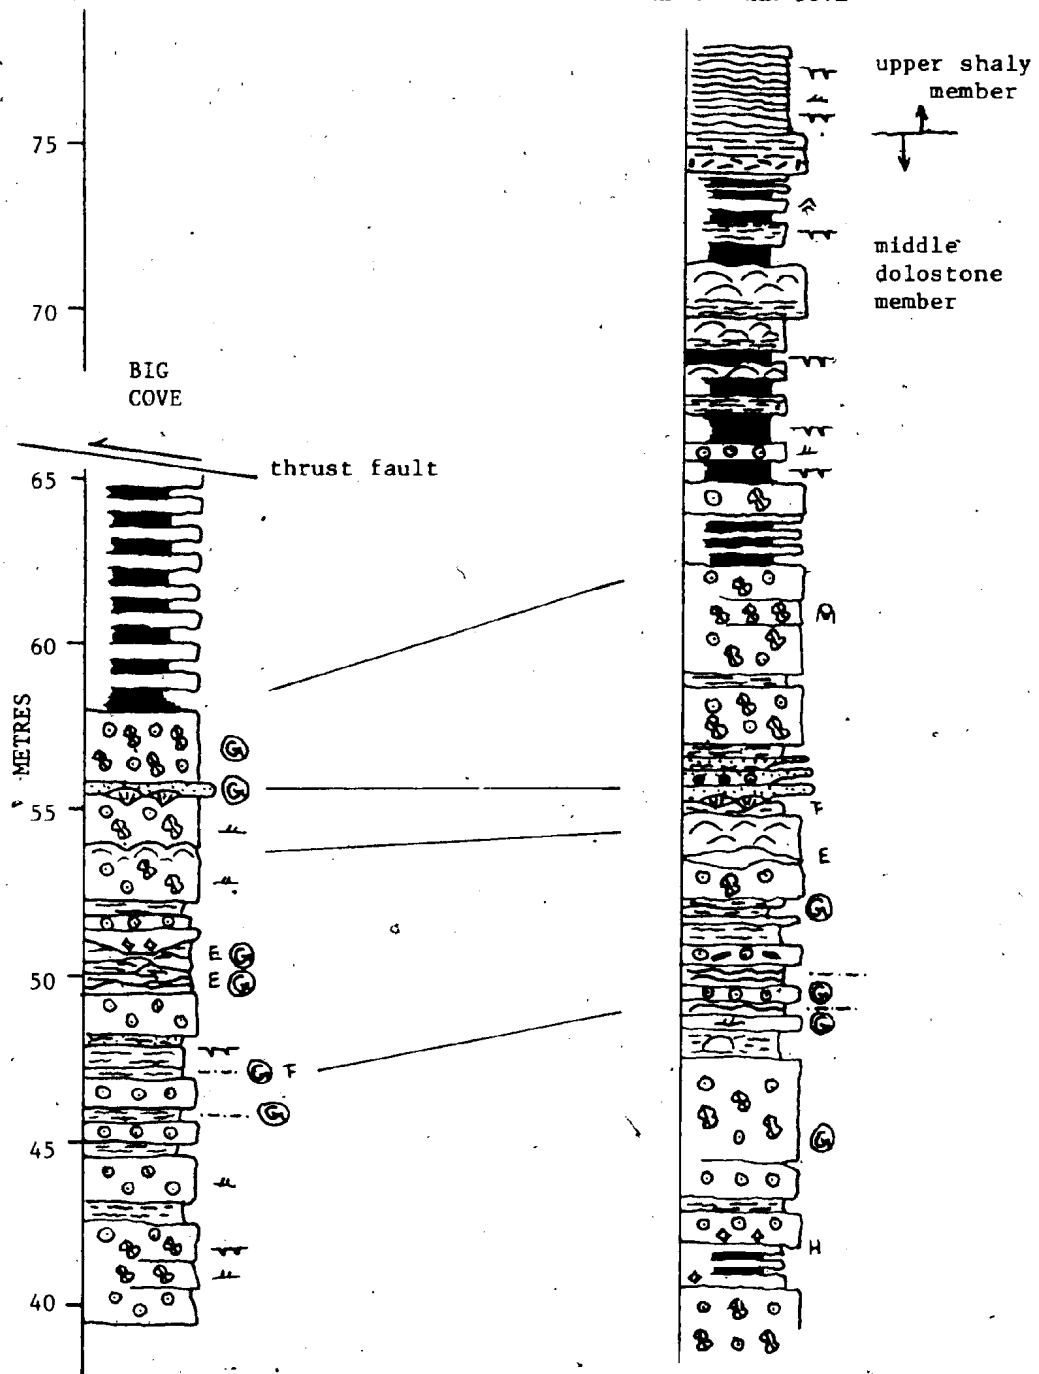 upper shaly
member
75
middle
dolostone
member
70
BIG
COVE
thrust fault
65
60
METRES
55
F
E
E
E
50
F
45
H
40